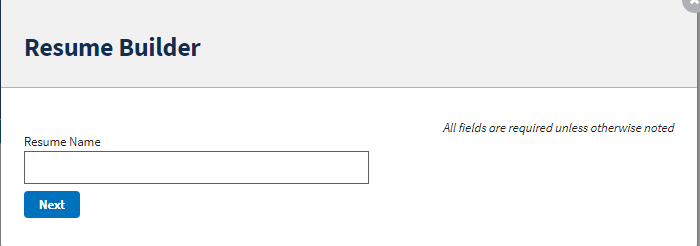 Resume Builder
All fields are required unless otherwise noted
Resume Name
Next